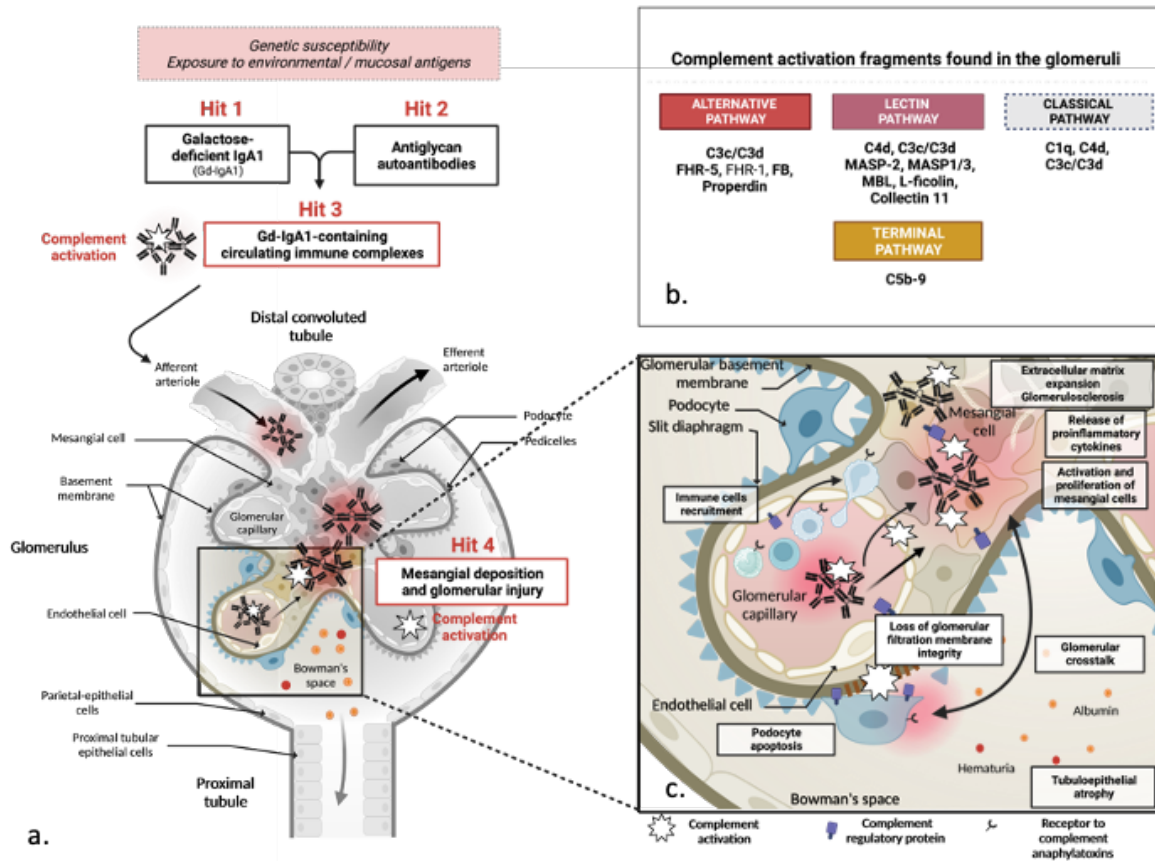 Genetic susceptibility
Exposure to environmental / mucosal antigens
Hit 1
Hit 2
Galactose-
deficient IgA1
(Gd-IgA1)
Antiglycan
autoantibodies
Hit 3
Complement
activation
Gd-IgA1-containing
circulating immune complexes
Distal convoluted
tubule
Afferent
arteriole
Efferent
arteriole
Mesangial cell
Podocyte
Pedicelles
Basement
membrane
Glomerular
capillary
Glomerulus
Hit 4
Mesangial deposition
and glomerular injury
Endothelial cell
Complement
activation
Bowman's
space
Parietal-epithelial
cells
Proximal tubular
epithelial cells
Proximal
tubule
a.
Complement activation fragments found in the glomeruli
ALTERNATIVE
PATHWAY
C3c/C3d
FHR-5, FHR-1, FB,
Properdin
LECTIN
PATHWAY
C4d, C3c/C3d
MASP-2, MASP1/3,
MBL, L-ficolin,
Collectin 11
CLASSICAL
PATHWAY
C1q, C4d,
C3c/C3d
TERMINAL
PATHWAY
C5b-9
b.
Glomerular basement
membrane
Podocyte
Slit diaphragm
Mesangial
cell
Extracellular matrix
expansion
Glomerulosclerosis
Release of
proinflammatory
cytokines
Activation and
proliferation of
mesangial cells
Immune cells
recruitment
Glomerular
capillary
Loss of glomerular
filtration membrane
integrity
Glomerular
crosstalk
Endothelial cell
Podocyte
apoptosis
Albumin
Hematuria
Tubuloepithelial
atrophy
Bowman's space
c.
Complement
activation
Complement
regulatory protein
Receptor to
complement
anaphylatoxins